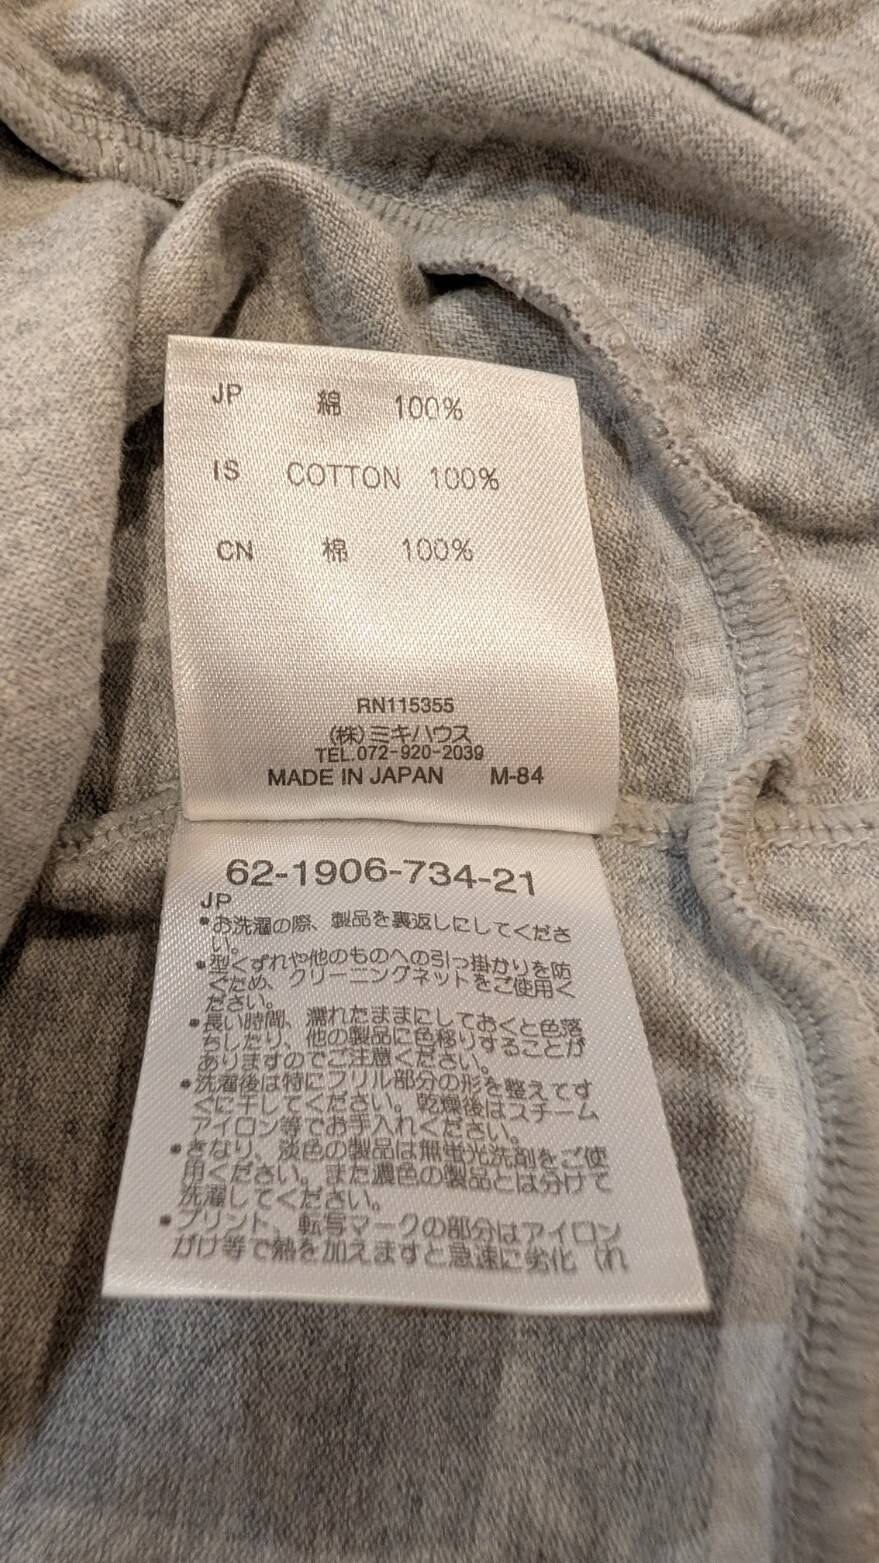 JP 綿 100%
IS COTTON 100%
CN 棉 100%
RN115355
(株)ミキハウス
TEL.072-920-2039
MADE IN JAPAN M-84
62-1906-734-21
JP
•お洗濯の際、製品を裏返しにしてくださ
い。
•型くずれや他のものへの引っ掛かりを防
ぐため、クリーニングネットをご使用く
ださい。
•長い時間、濡れたままにしておくと色落
ちしたり、他の製品に色移りすることが
ありますのでご注意ください。
•洗濯後は特にフリル部分の形を整えてす
ぐに干してください。乾燥後はスチーム
アイロン等でお手入れください。
•きなり、淡色の製品は無蛍光洗剤をご使
用ください。また濃色の製品とは分けて
洗濯してください。
•プリント、転写マークの部分はアイロン
がけ等で熱を加えますと急速に劣化（れ